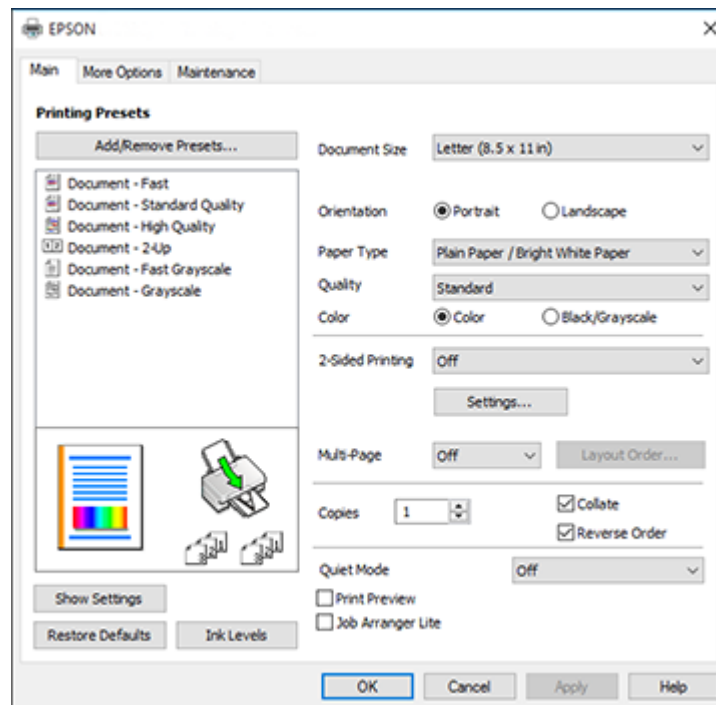 EPSON
Main More Options Maintenance
Printing Presets
Add/Remove Presets...
Document - Fast
Document - Standard Quality
Document - High Quality
Document - 2-Up
Document - Fast Grayscale
Document - Grayscale
Show Settings
Restore Defaults Ink Levels
Document Size Letter (8.5 x 11 in)
Orientation Portrait Landscape
Paper Type Plain Paper / Bright White Paper
Quality Standard
Color Color Black/Grayscale
2-Sided Printing Off
Settings...
Multi-Page Off Layout Order...
Copies 1 Collate
Reverse Order
Quiet Mode Off
Print Preview
Job Arranger Lite
OK Cancel Apply Help